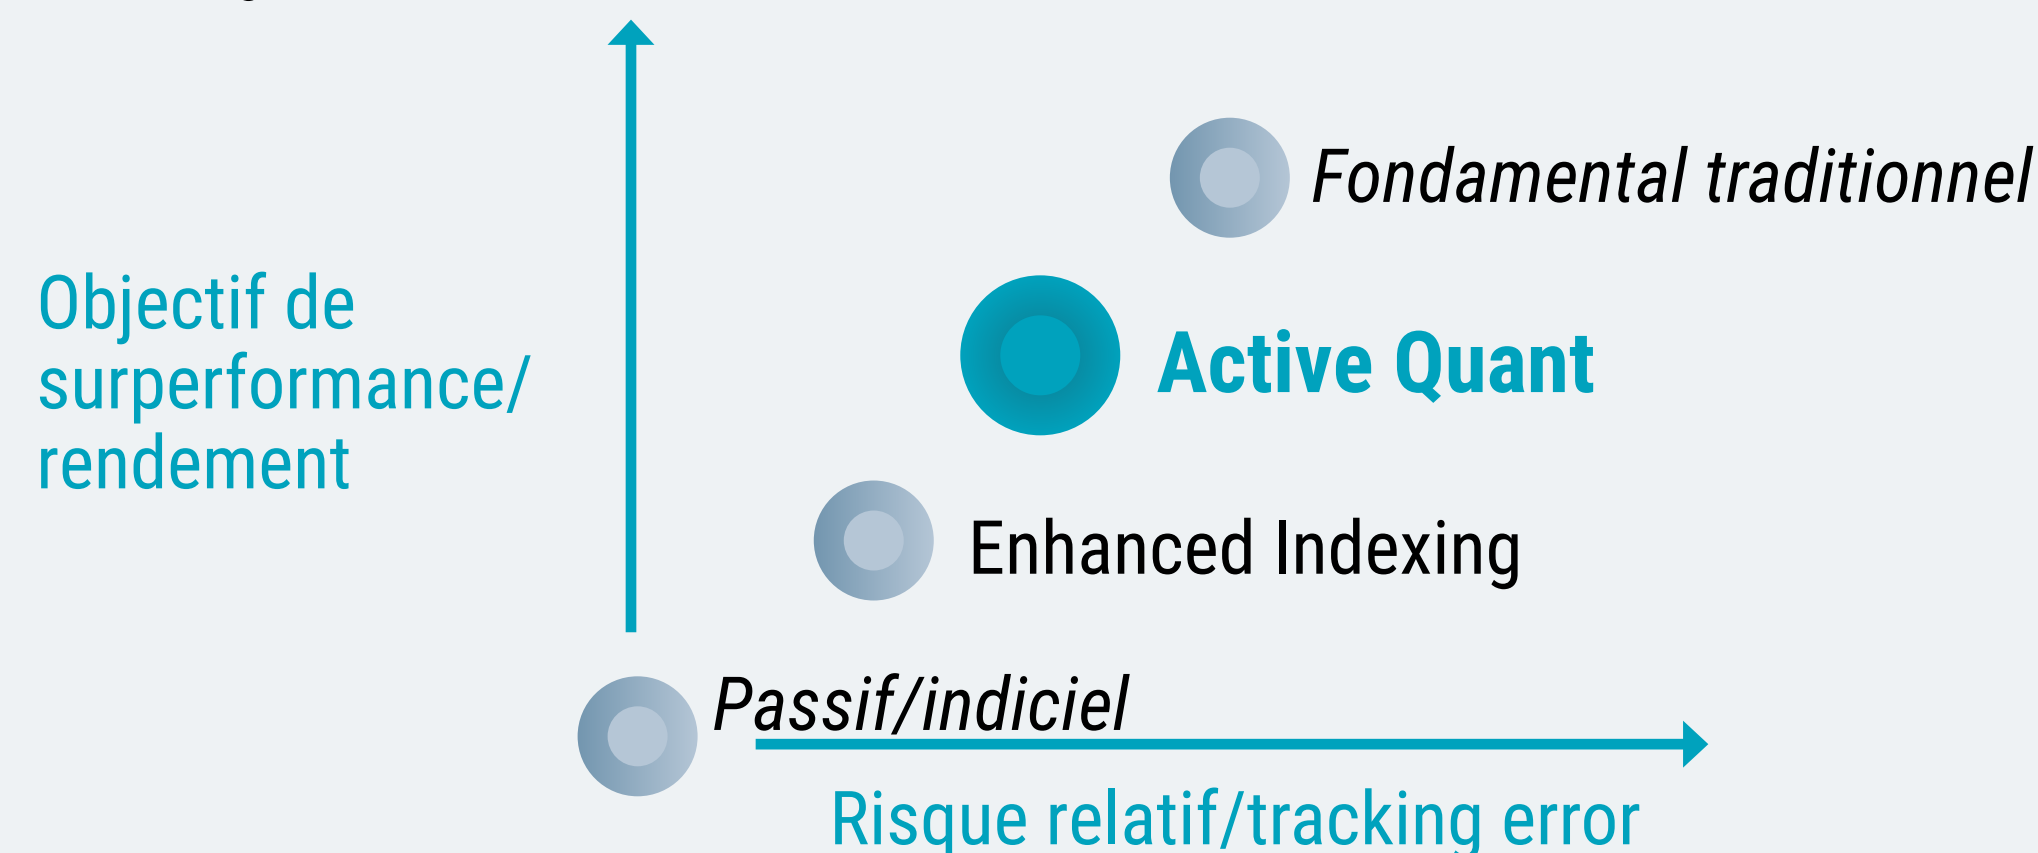 Fondamental traditionnel
Objectif de
surperformance/
rendement
Active Quant
Enhanced Indexing
Passif/indiciel
Risque relatif/tracking error